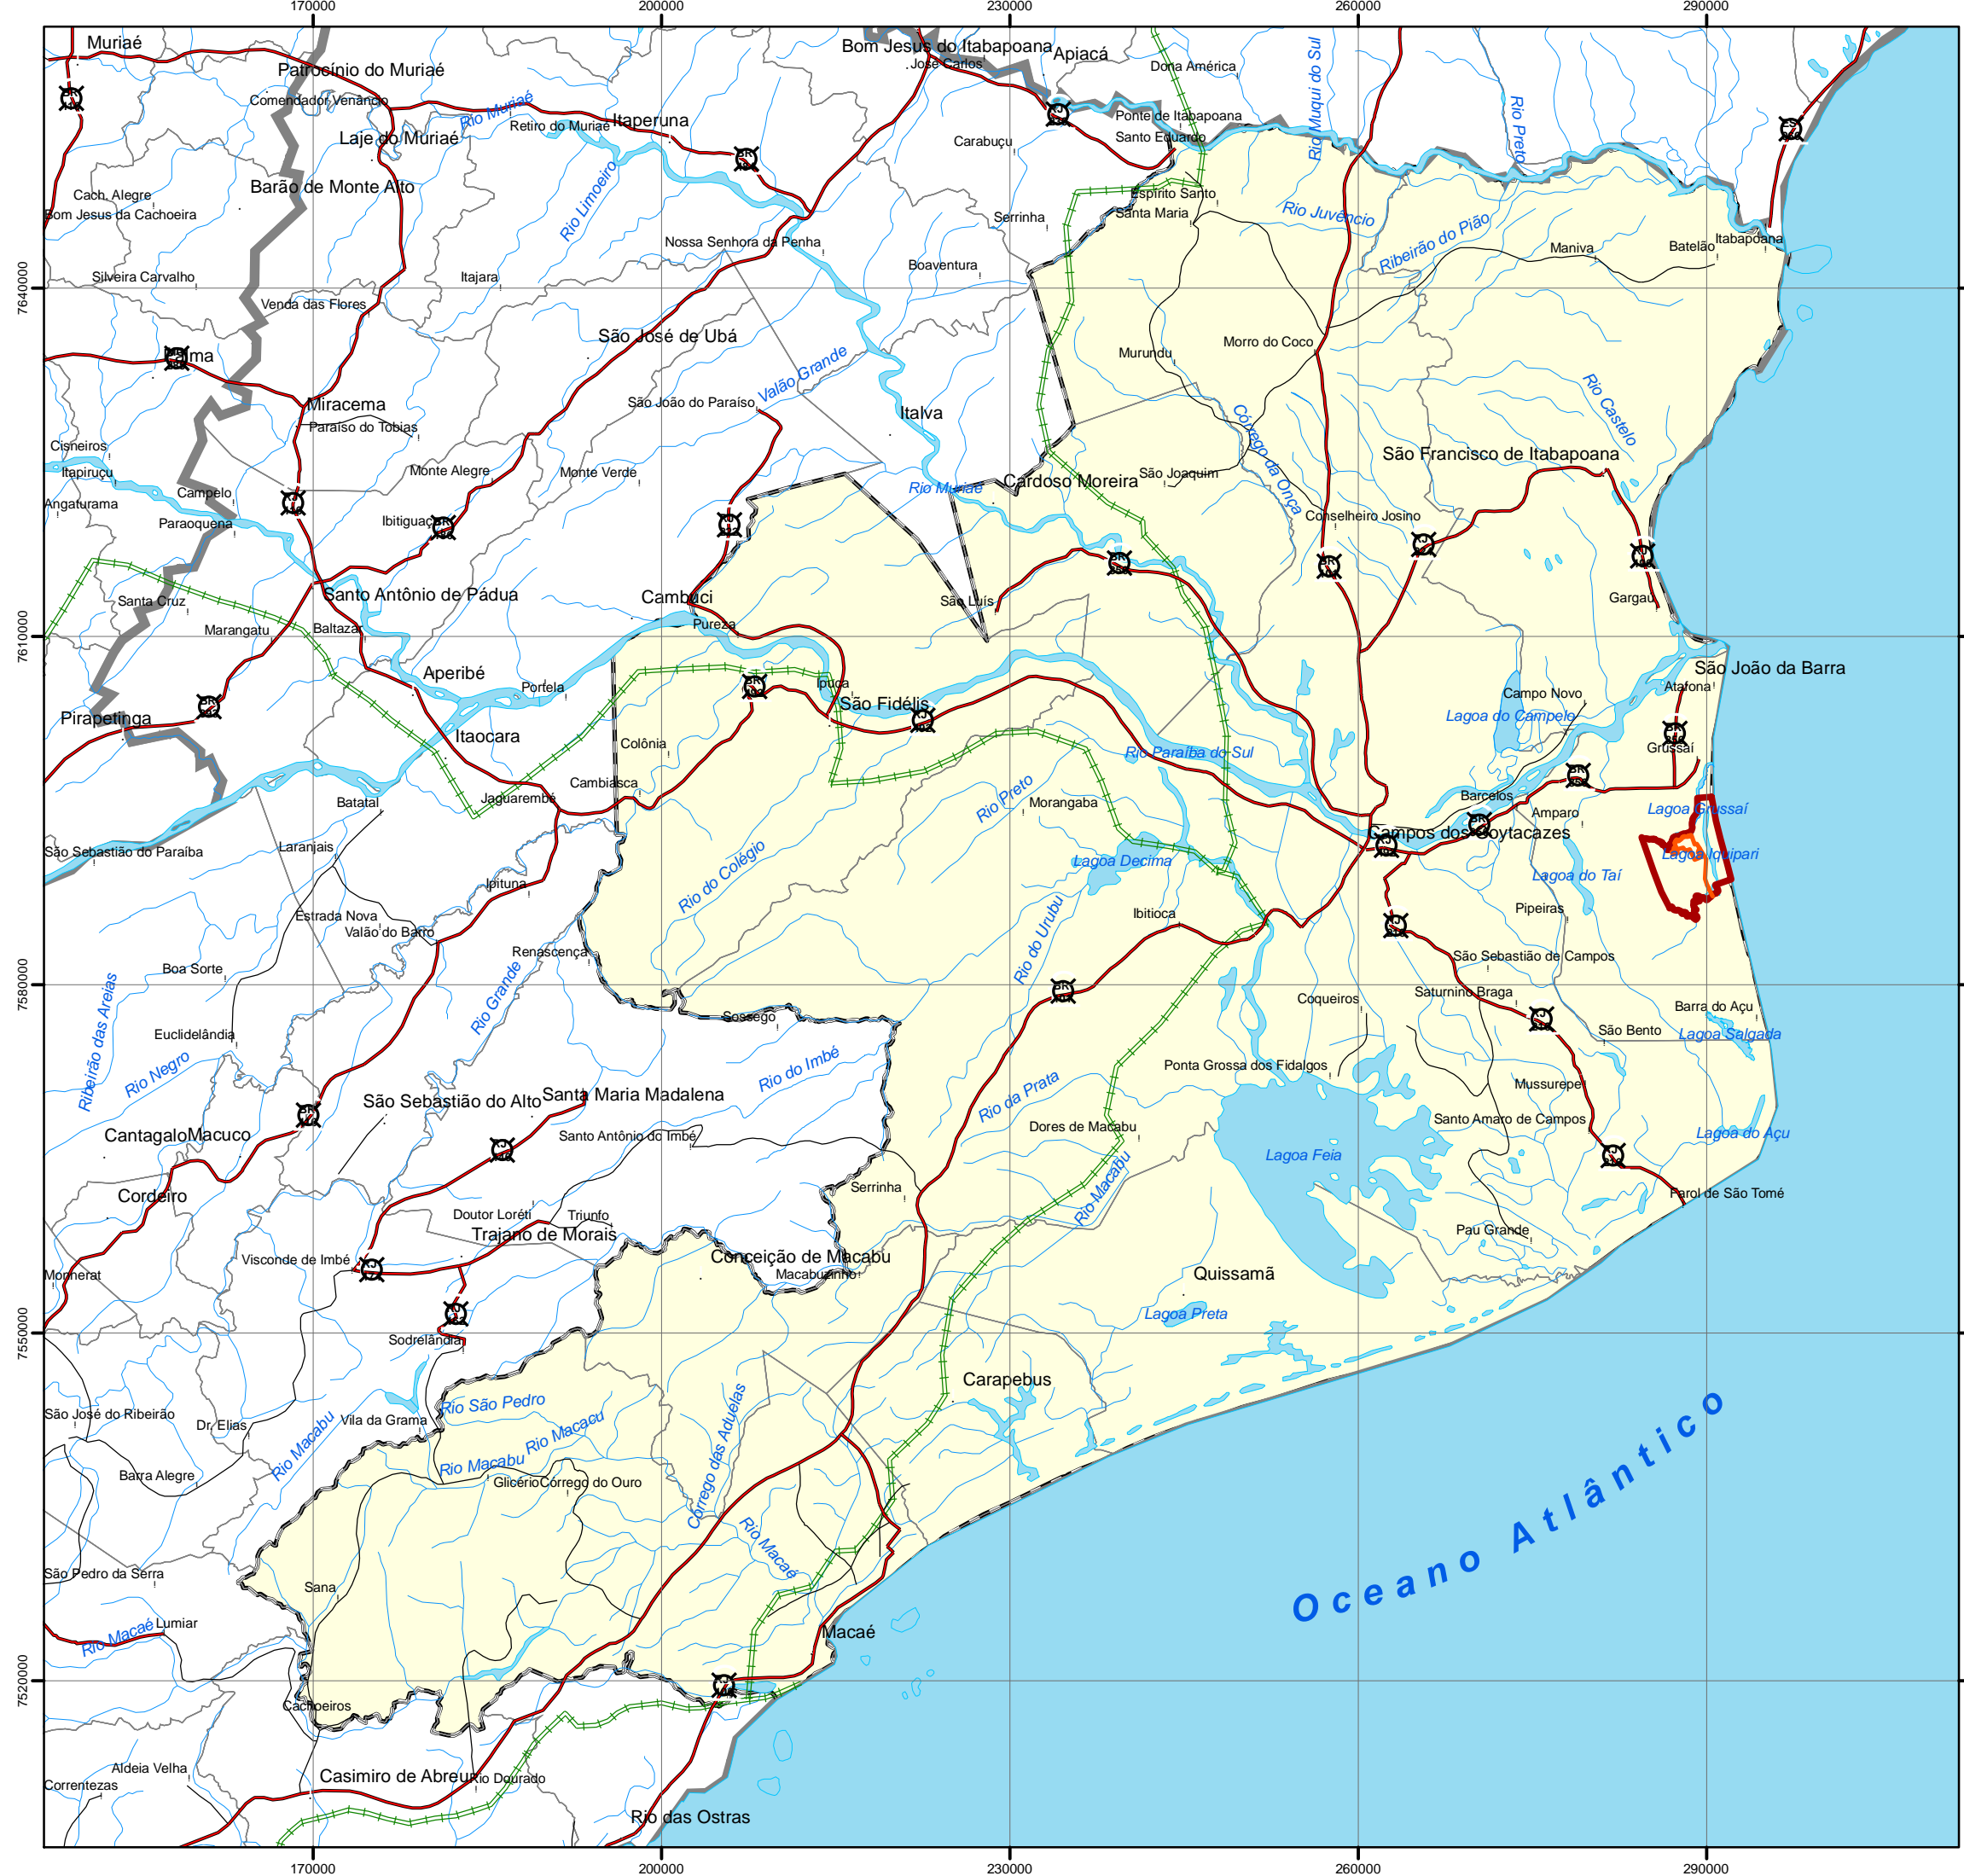 170000
200000
230000
260000
290000
Muriaé
Bom Jesus do Itabapoana
Apiacá
José Carlos
Patrocínio do Muriaé
Dona América
Rio Muqui do Sul
Comendador Venâncio
Rio Muriaé
Retiro do Muriaé
Itaperuna
Ponte de Itabapoana
Rio Preto
Laje do Muriaé
Carabuçu
Santo Eduardo
Barão de Monte Alto
Rio Limoeiro
Cach. Alegre
Espírito Santo
Bom Jesus da Cachoeira
Serrinha
Santa Maria
Rio Juvêncio
Ribeirão do Pião
Nossa Senhora da Penha
Maniva
Batelão
Itabapoana
Silveira Carvalho
Itajara
Boaventura
7640000
Venda das Flores
São José de Ubá
Morro do Coco
Palma
Murundu
Valão Grande
Miracema
São João do Paraíso
Italva
Rio Castelo
Paraíso do Tobias
Córrego da Onça
Cisneiros
São Francisco de Itabapoana
Itapiruçu
Monte Alegre
Monte Verde
São Joaquim
Cardoso Moreira
Campelo
Rio Muriaé
Angaturama
Paraoquena
Ibitiguaçu
Conselheiro Josino
Santo Antônio de Pádua
Cambuci
Santa Cruz
São Luís
Gargau
Marangatu
Baltazar
Pureza
7610000
Aperibé
São João da Barra
Portela
Ipuca
Atafona
Campo Novo
São Fidélis
Pirapetinga
Lagoa do Campelo
Itaocara
Colônia
Grussaí
Rio Paraíba do Sul
Cambiasca
Jaguarembé
Rio Preto
Barcelos
Batatal
Morangaba
Amparo
Lagoa Grussaí
Campos dos Goytacazes
Laranjais
São Sebastião do Paraíba
Lagoa Iquipari
Lagoa Decima
Rio do Colégio
Lagoa do Taí
Ipituna
Estrada Nova
Ibitioca
Pipeiras
Valão do Barro
Rio do Urubu
Renascença
São Sebastião de Campos
Boa Sorte
Ribeirão das Areias
Rio Grande
Saturnino Braga
7580000
Coqueiros
Barra do Açu
Sossego
São Bento
Lagoa Salgada
Euclidelândia
Rio Negro
Rio do Imbé
Ponta Grossa dos Fidalgos
Mussurepe
Santa Maria Madalena
São Sebastião do Alto
Rio da Prata
Santo Amaro de Campos
Dores de Macabu
Cantagalo
Macuco
Santo Antônio do Imbé
Lagoa do Açu
Lagoa Feia
Cordeiro
Serrinha
Rio Macabu
Farol de São Tomé
Doutor Loréti
Triunfo
Trajano de Morais
Pau Grande
Conceição de Macabu
Visconde de Imbé
Macabuzinho
Quissamã
Monnerat
Lagoa Preta
7550000
Sodrelândia
Carapebus
Rio São Pedro
Córrego das Aduelas
São José do Ribeirão
Vila da Grama
Dr. Elias
Rio Macacu
Rio Macabu
Rio Macabu
Barra Alegre
Glicério
Córrego do Ouro
Oceano Atlântico
Rio Macaé
São Pedro da Serra
Sana
Lumiar
Rio Macaé
Macaé
7520000
Cachoeiros
Aldeia Velha
Correntezas
Casimiro de Abreu
Rio Dourado
Rio das Ostras
170000
200000
230000
260000
290000